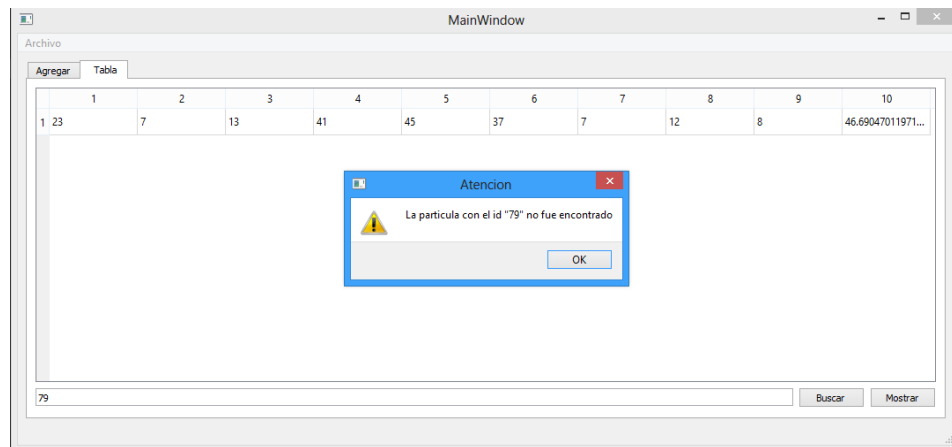 MainWindow
Archivo
Agregar Tabla
1 2 3 4 5 6 7 8 9 10
1 23 7 13 41 45 37 7 12 8 46.69047011971...
Atencion
La particula con el id "79" no fue encontrado
OK
79 Buscar Mostrar